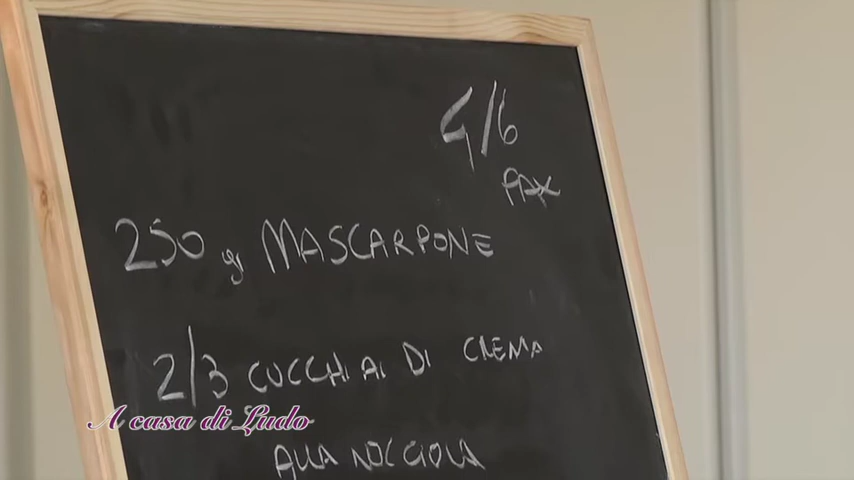 4/6
PAX
250 gr MASCARPONE
2/3 CUCCHIAI DI CREMA
ALLA NOCCIOLA
A casa di Ludo